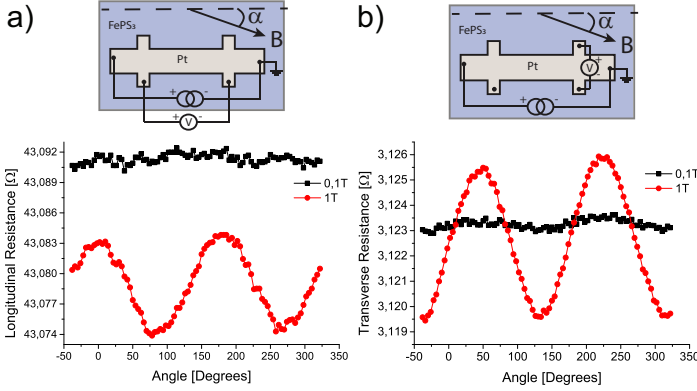 a)
FePS₃
α
B
Pt
+ -
+ V -
43,092
43,089
43,086
43,083
43,080
43,077
43,074
Longitudinal Resistance [Ω]
0,1T
1T
-50 0 50 100 150 200 250 300 350
Angle [Degrees]
b)
FePS₃
α
B
Pt
+
V
-
+ -
3,126
3,125
3,124
3,123
3,121
3,120
3,119
Transverse Resistance [Ω]
0,1T
1T
-50 0 50 100 150 200 250 300 350
Angle [Degrees]